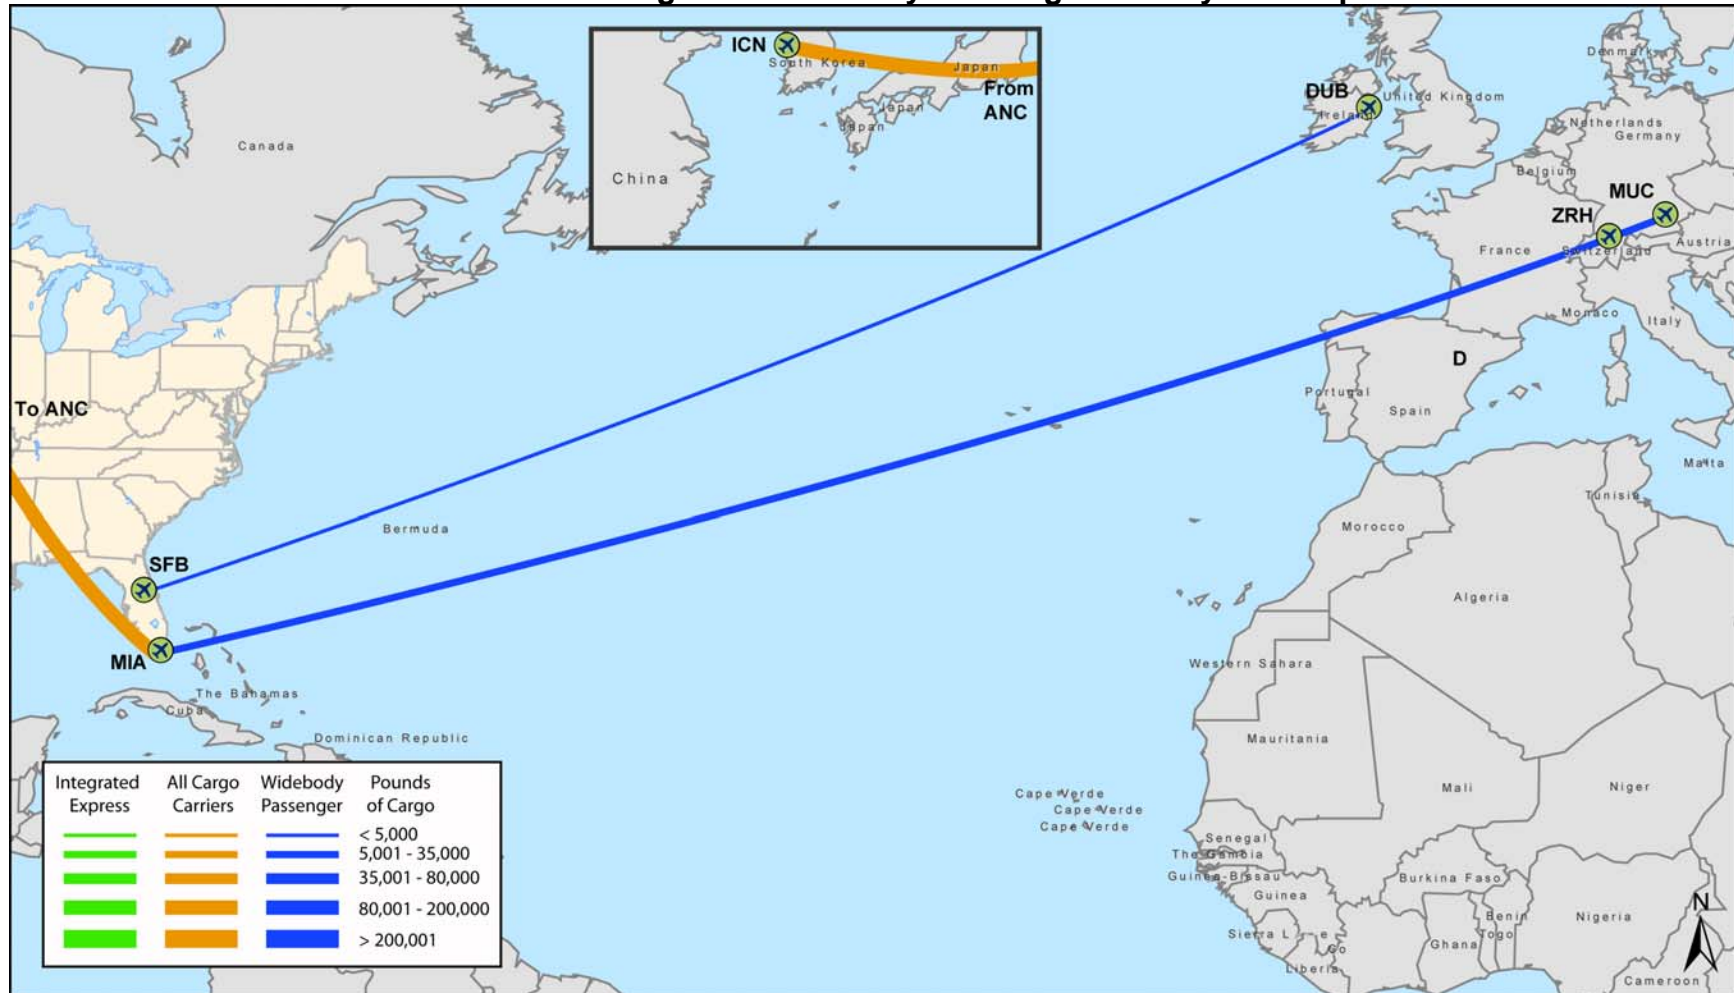 ICN
South Korea
Japan
From
ANC
Japan
Japan
China
Canada
DUB
Ireland
United Kingdom
Denmark
Netherlands
Germany
Belgium
MUC
ZRH
Switzerland
Austria
France
Monaco
Italy
D
Portugal
Spain
Malta
Tunisia
To ANC
Bermuda
Morocco
SFB
Algeria
MIA
Western Sahara
The Bahamas
Cuba
Dominican Republic
Mauritania
Mali
Niger
Cape Verde
Cape Verde
Cape Verde
Senegal
The Gambia
Guinea-Bissau
Guinea
Burkina Faso
Benin
Togo
Nigeria
Ghana
Liberia
Cameroon
N
Integrated Express
All Cargo Carriers
Widebody Passenger
Pounds of Cargo
< 5,000
5,001 - 35,000
35,001 - 80,000
80,001 - 200,000
> 200,001